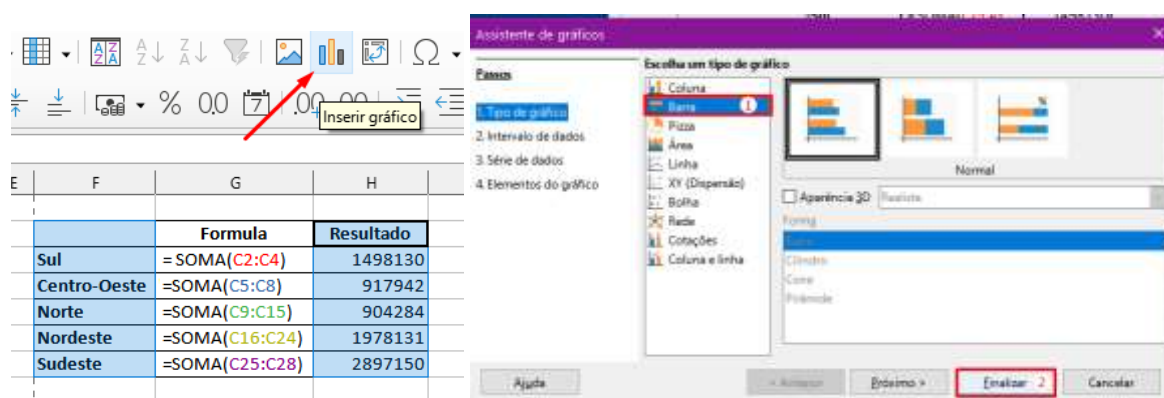 % 0,0 7 .00
Inserir gráfico
E F G H
Formula Resultado
Sul = SOMA(C2:C4) 1498130
Centro-Oeste =SOMA(C5:C8) 917942
Norte =SOMA(C9:C15) 904284
Nordeste =SOMA(C16:C24) 1978131
Sudeste =SOMA(C25:C28) 2897150
Assistente de gráficos
Passos
1. Tipo de gráfico
2. Intervalo de dados
3. Série de dados
4. Elementos do gráfico
Escolha um tipo de gráfico
Coluna
Barra 1
Pizza
Área
Linha
XY (Dispersão)
Bolha
Rede
Cotações
Coluna e linha
Normal
Aparência 3D Realista
Forma
Cilindro
Cone
Pirâmide
Ajuda
Próximo >
Finalizar 2
Cancelar